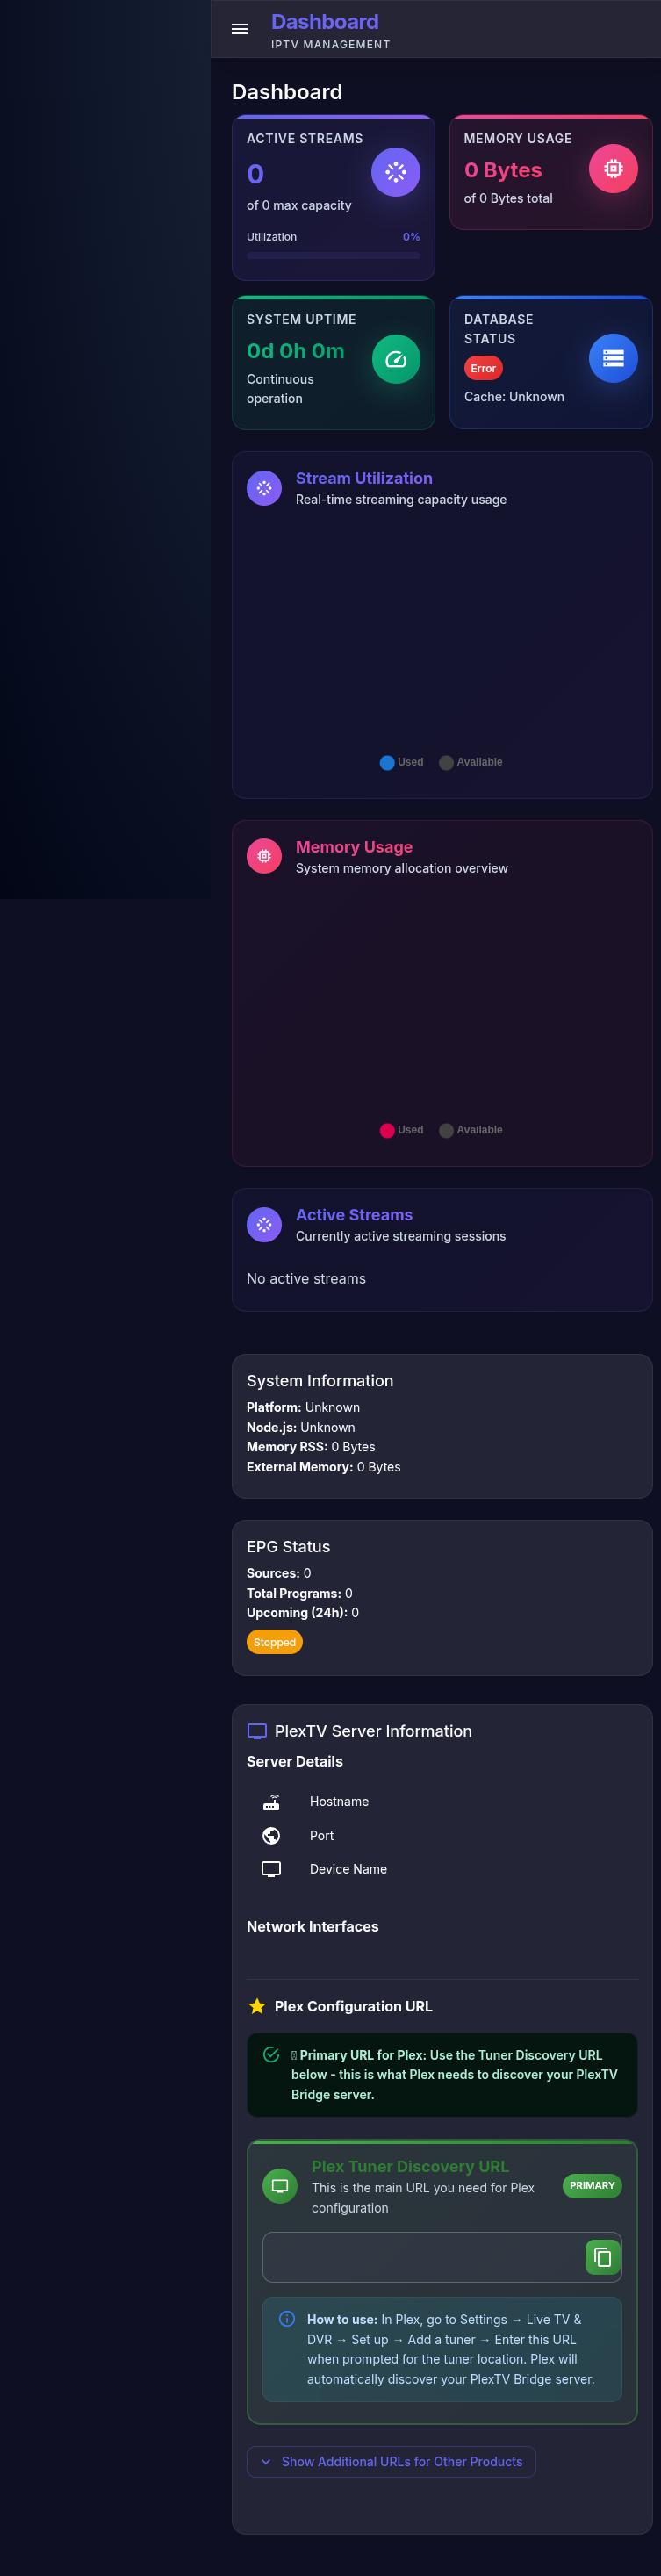 Dashboard
IPTV MANAGEMENT
Dashboard
ACTIVE STREAMS
0
of 0 max capacity
Utilization 0%
MEMORY USAGE
0 Bytes
of 0 Bytes total
SYSTEM UPTIME
0d 0h 0m
Continuous
operation
DATABASE
STATUS
Error
Cache: Unknown
Stream Utilization
Real-time streaming capacity usage
Used Available
Memory Usage
System memory allocation overview
Used Available
Active Streams
Currently active streaming sessions
No active streams
System Information
Platform: Unknown
Node.js: Unknown
Memory RSS: 0 Bytes
External Memory: 0 Bytes
EPG Status
Sources: 0
Total Programs: 0
Upcoming (24h): 0
Stopped
PlexTV Server Information
Server Details
Hostname
Port
Device Name
Network Interfaces
Plex Configuration URL
Primary URL for Plex: Use the Tuner Discovery URL
below - this is what Plex needs to discover your PlexTV
Bridge server.
Plex Tuner Discovery URL
This is the main URL you need for Plex
configuration
PRIMARY
How to use: In Plex, go to Settings → Live TV &
DVR → Set up → Add a tuner → Enter this URL
when prompted for the tuner location. Plex will
automatically discover your PlexTV Bridge server.
Show Additional URLs for Other Products